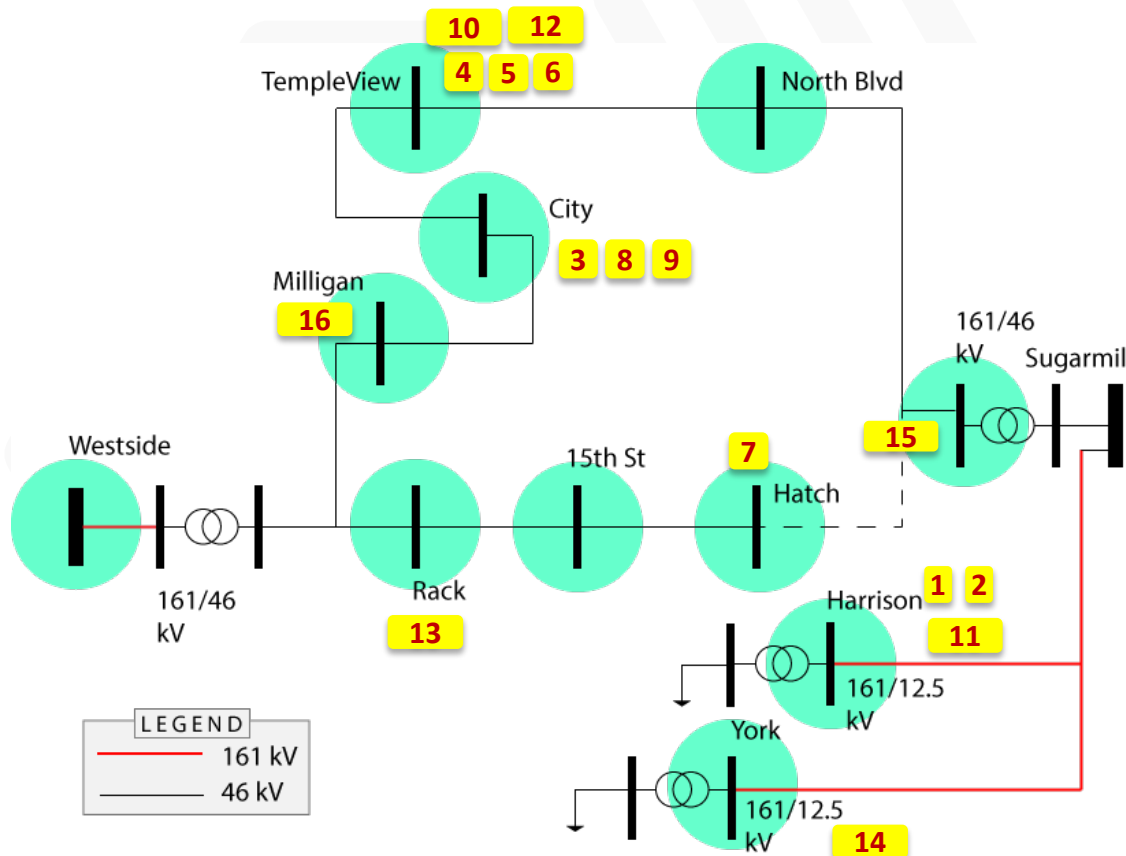 10 12
TempleView
4 5 6
North Blvd
City
3 8 9
Milligan
16
161/46
kV
Sugarmil
Westside
15th St
7
15
Hatch
161/46
kV
Rack
13
Harrison
1 2
11
161/12.5
kV
York
161/12.5
kV
14
LEGEND
161 kV
46 kV